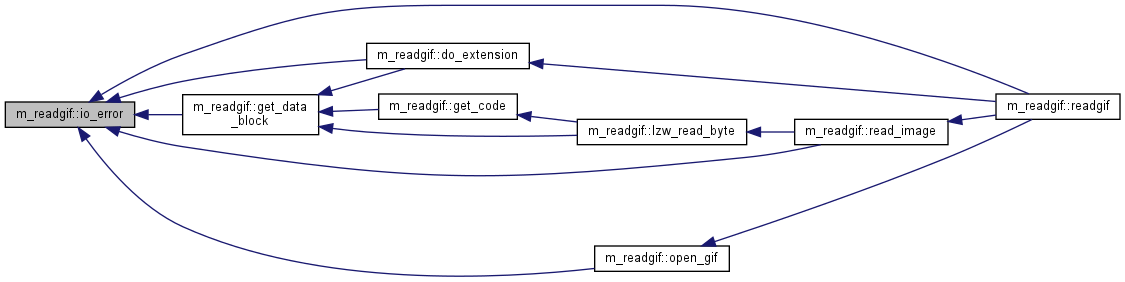 m_readgif::io_error
m_readgif::get_data
_block
m_readgif::do_extension
m_readgif::get_code
m_readgif::lzw_read_byte
m_readgif::read_image
m_readgif::readgif
m_readgif::open_gif